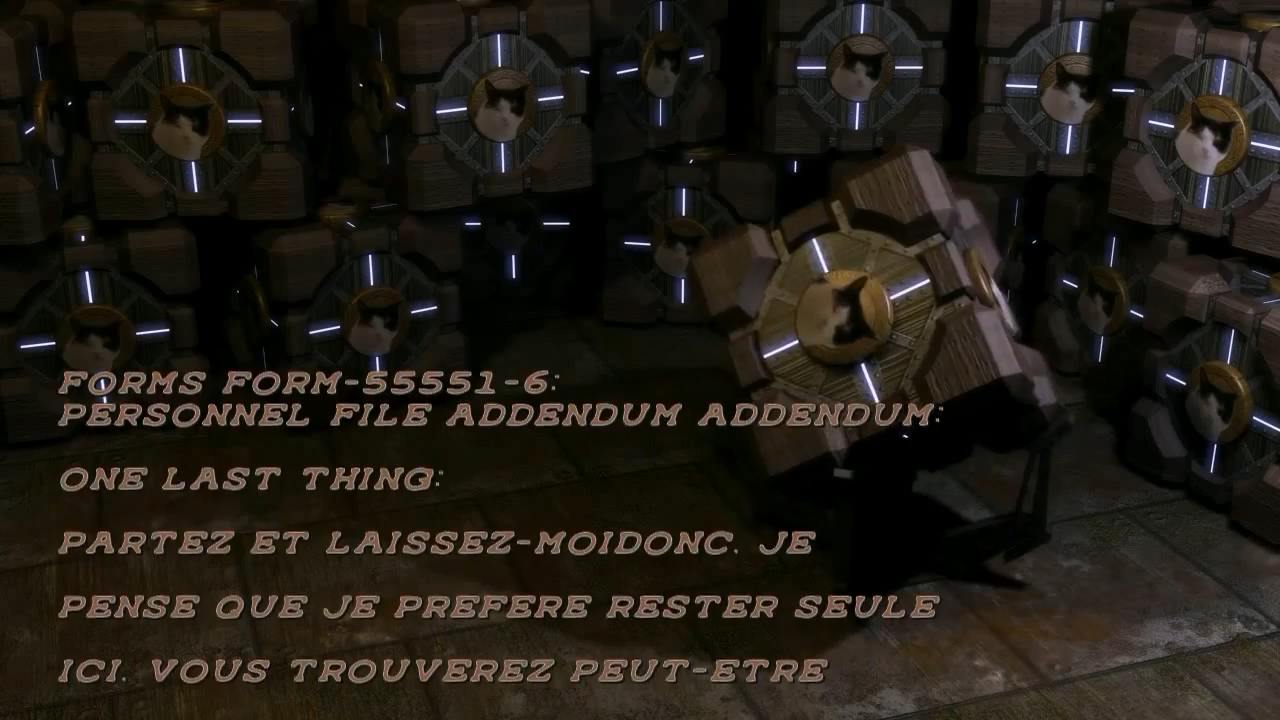 FORMS FORM-55551-6:
PERSONNEL FILE ADDENDUM ADDENDUM:
ONE LAST THING:
PARTEZ ET LAISSEZ-MOIDONC. JE
PENSE QUE JE PREFERE RESTER SEULE
ICI. VOUS TROUVEREZ PEUT-ETRE